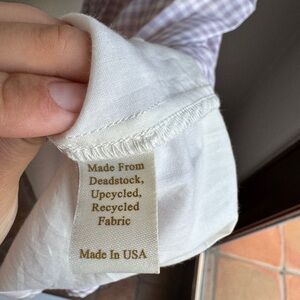 Made From
Deadstock,
Upcycled,
Recycled
Fabric
Made In USA